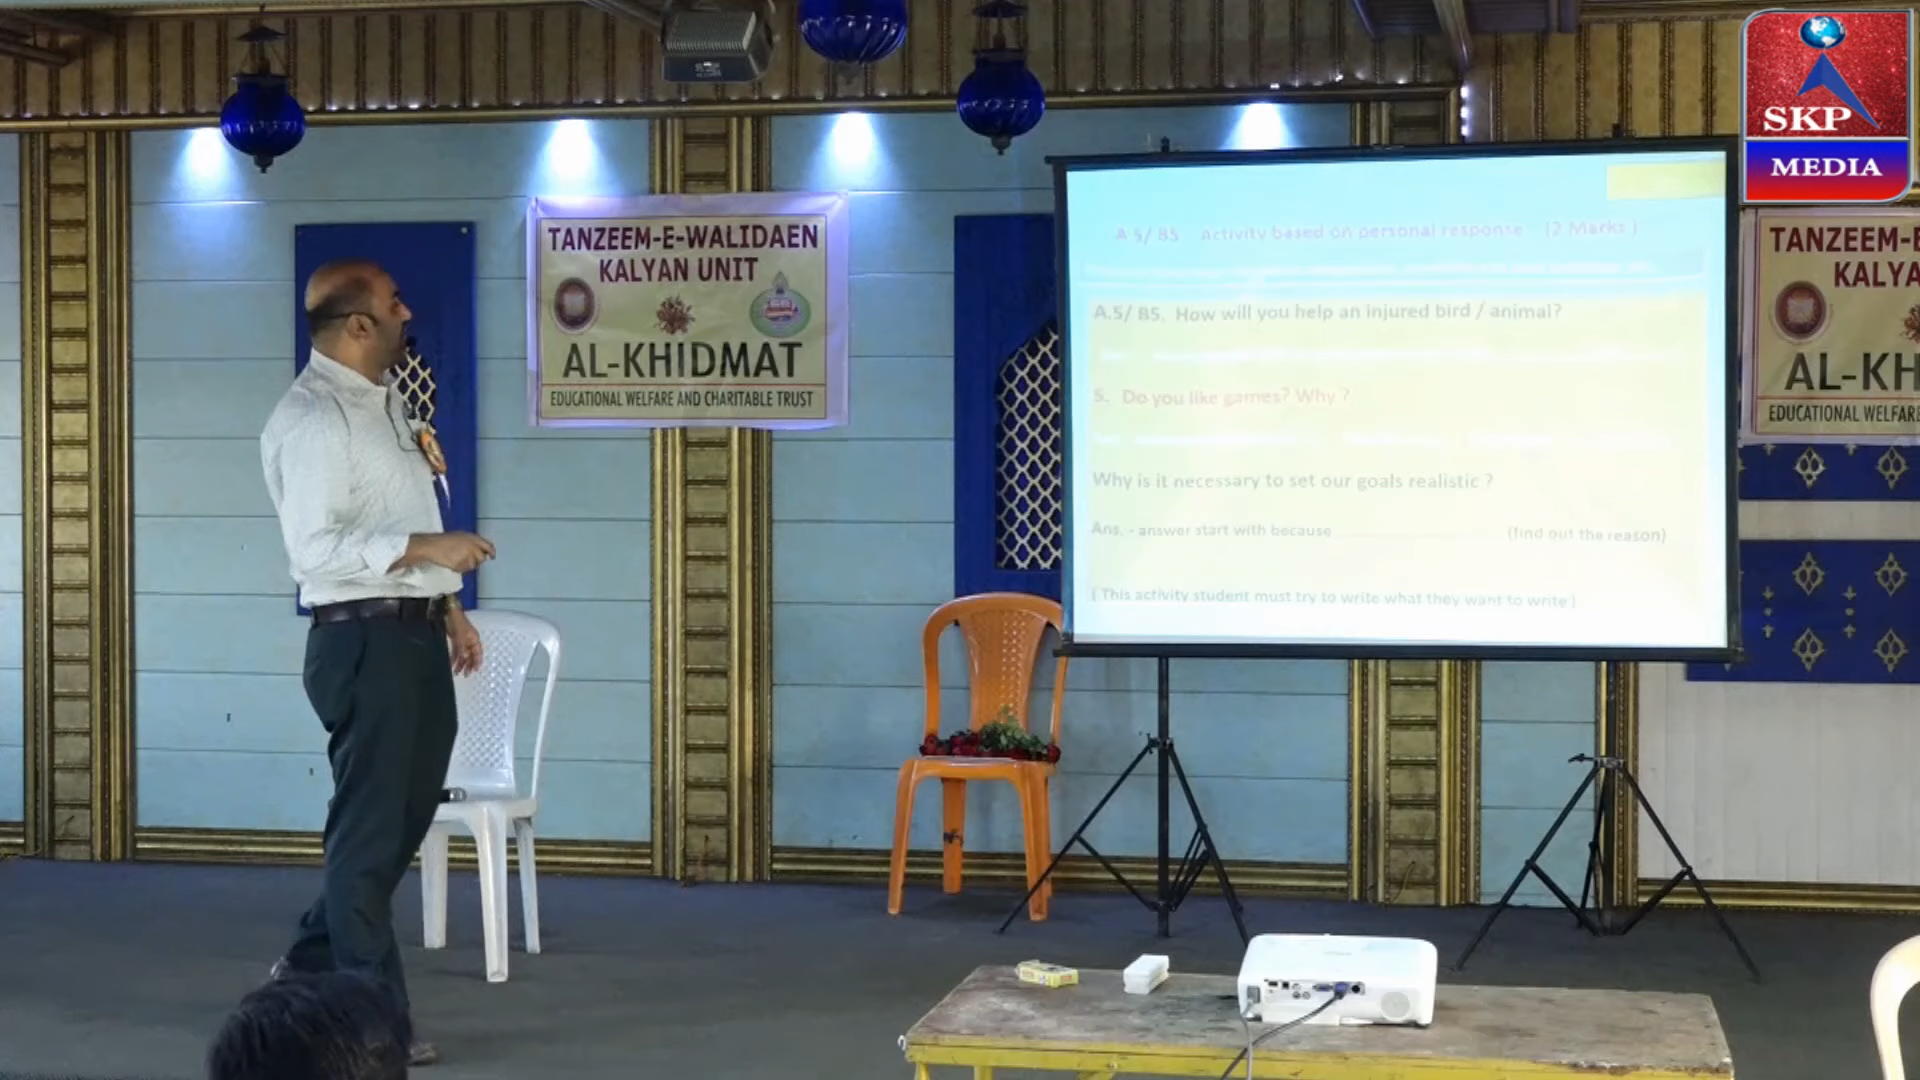 SKP
MEDIA
TANZEEM-E-WALIDAEN
KALYAN UNIT
AL-KHIDMAT
EDUCATIONAL WELFARE AND CHARITABLE TRUST
A 5/ B5 Activity based on personal response (2 Marks)
A.5/ B5. How will you help an injured bird / animal?
5. Do you like games? Why ?
Why is it necessary to set our goals realistic ?
Ans. - answer start with because (find out the reason)
( This activity student must try to write what they want to write)
TANZEEM-E
KALYA
AL-KH
EDUCATIONAL WELFARE